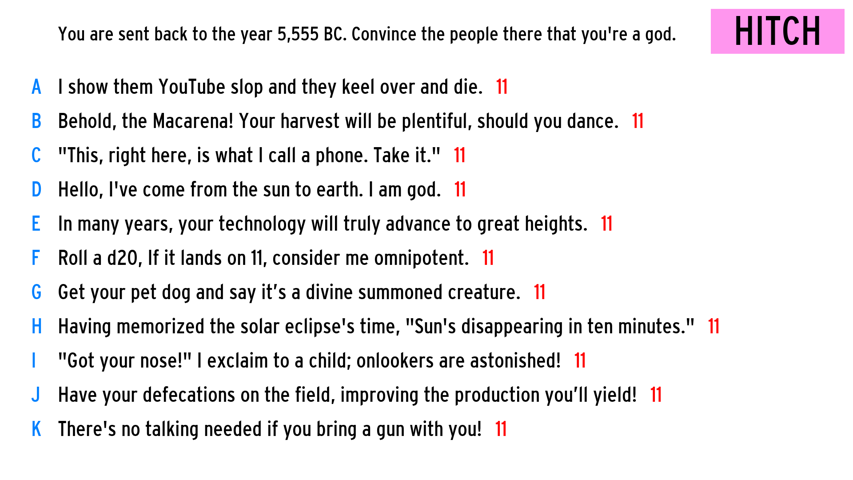 You are sent back to the year 5,555 BC. Convince the people there that you're a god.
HITCH
A I show them YouTube slop and they keel over and die. 11
B Behold, the Macarena! Your harvest will be plentiful, should you dance. 11
C "This, right here, is what I call a phone. Take it." 11
D Hello, I've come from the sun to earth. I am god. 11
E In many years, your technology will truly advance to great heights. 11
F Roll a d20, If it lands on 11, consider me omnipotent. 11
G Get your pet dog and say it’s a divine summoned creature. 11
H Having memorized the solar eclipse's time, "Sun's disappearing in ten minutes." 11
I "Got your nose!" I exclaim to a child; onlookers are astonished! 11
J Have your defecations on the field, improving the production you’ll yield! 11
K There's no talking needed if you bring a gun with you! 11